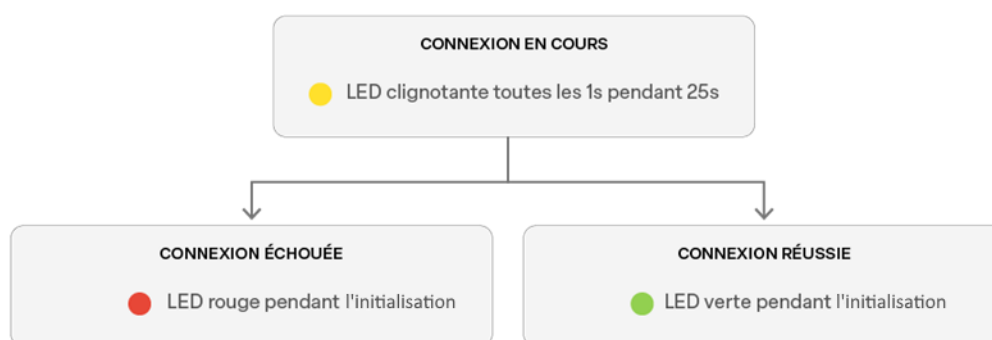 CONNEXION EN COURS
LED clignotante toutes les 1s pendant 25s
CONNEXION ÉCHOUÉE
LED rouge pendant l'initialisation
CONNEXION RÉUSSIE
LED verte pendant l'initialisation